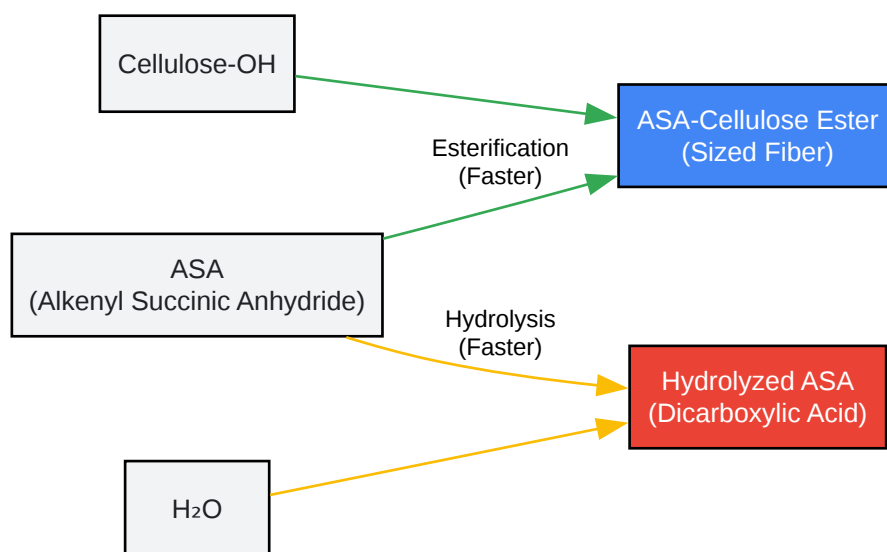 Cellulose-OH
ASA-Cellulose Ester
(Sized Fiber)
Esterification
(Faster)
ASA
(Alkenyl Succinic Anhydride)
Hydrolysis
(Faster)
Hydrolyzed ASA
(Dicarboxylic Acid)
H₂O